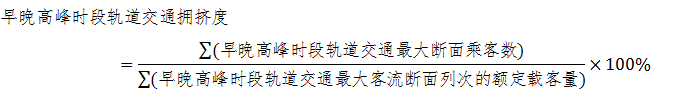 早晚高峰时段轨道交通拥挤度
=
∑(早晚高峰时段轨道交通最大断面乘客数)
∑(早晚高峰时段轨道交通最大客流断面列次的额定载客量)
×100%